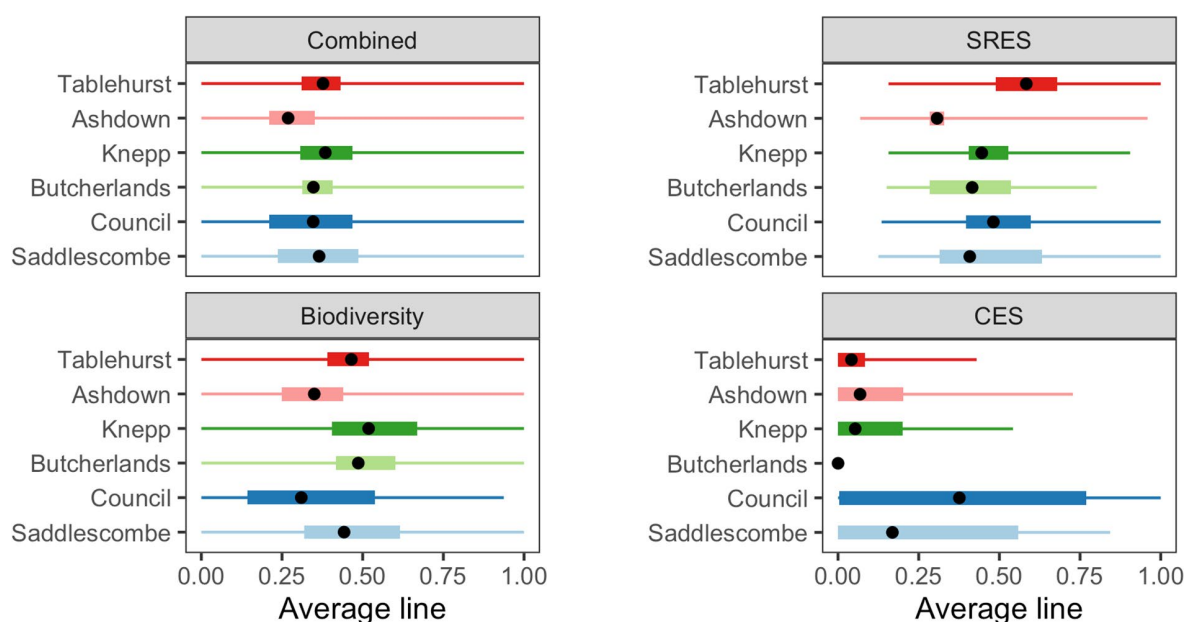 Combined
Tablehurst
Ashdown
Knepp
Butcherlands
Council
Saddlescombe
SRES
Tablehurst
Ashdown
Knepp
Butcherlands
Council
Saddlescombe
Biodiversity
Tablehurst
Ashdown
Knepp
Butcherlands
Council
Saddlescombe
0.00 0.25 0.50 0.75 1.00
Average line
CES
Tablehurst
Ashdown
Knepp
Butcherlands
Council
Saddlescombe
0.00 0.25 0.50 0.75 1.00
Average line